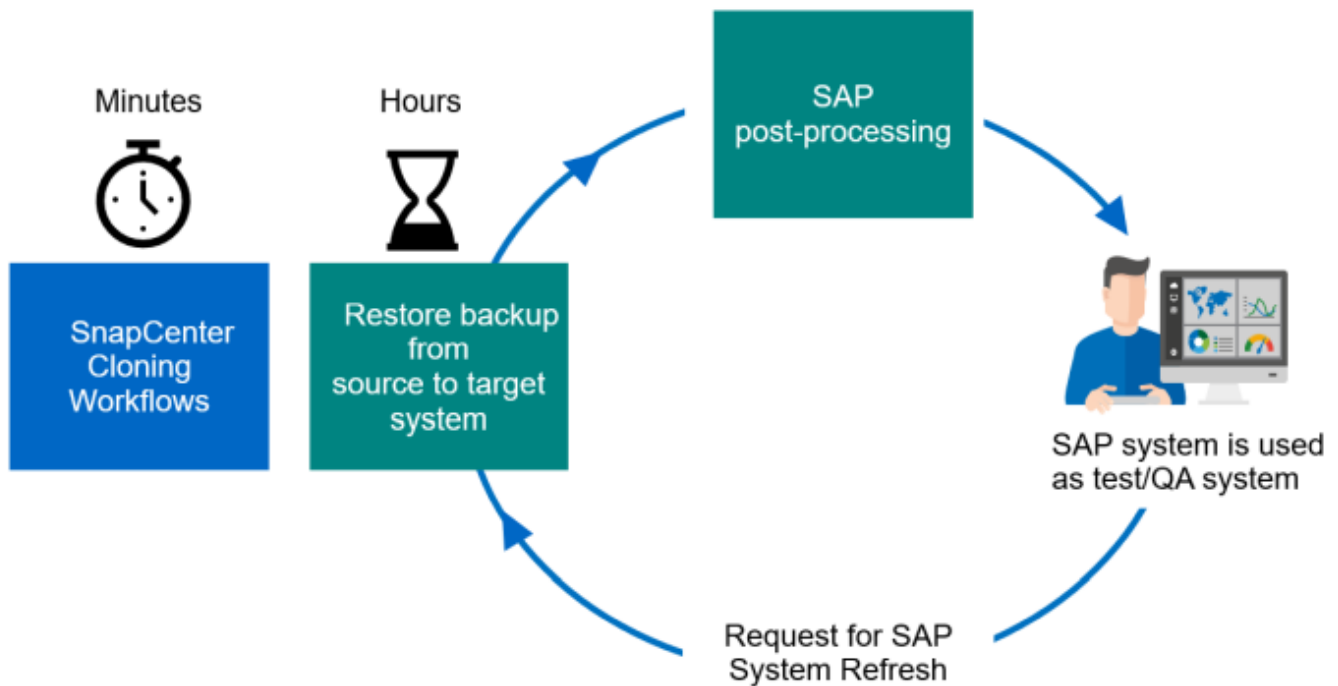 Minutes
Hours
SnapCenter
Cloning
Workflows
Restore backup
from
source to target
system
SAP
post-processing
SAP system is used
as test/QA system
Request for SAP
System Refresh